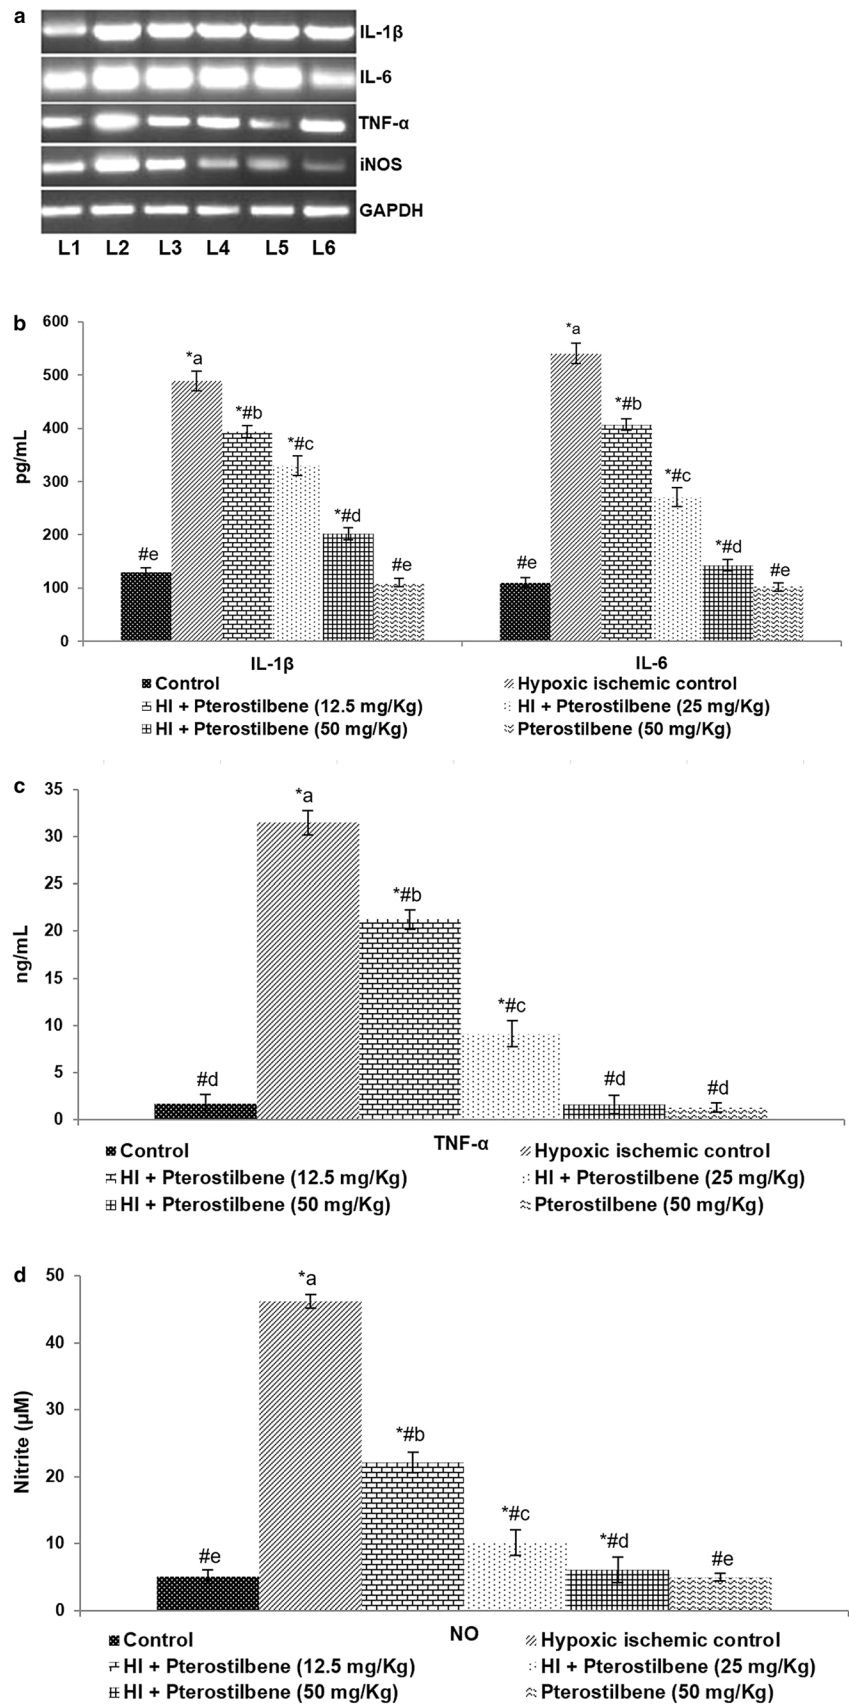 a
IL-1β
IL-6
TNF-α
iNOS
GAPDH
L1 L2 L3 L4 L5 L6
b
600
500
400
300
200
100
0
pg/mL
#e *a *#b *#c *#d #e
#e *a *#b *#c *#d #e
IL-1β IL-6
Control Hypoxic ischemic control
HI + Pterostilbene (12.5 mg/Kg) HI + Pterostilbene (25 mg/Kg)
HI + Pterostilbene (50 mg/Kg) Pterostilbene (50 mg/Kg)
c
35
30
25
20
15
10
5
0
ng/mL
#d *a *#b *#c #d #d
TNF-α
Control Hypoxic ischemic control
HI + Pterostilbene (12.5 mg/Kg) HI + Pterostilbene (25 mg/Kg)
HI + Pterostilbene (50 mg/Kg) Pterostilbene (50 mg/Kg)
d
50
40
30
20
10
0
Nitrite (µM)
#e *a *#b *#c *#d #e
NO
Control Hypoxic ischemic control
HI + Pterostilbene (12.5 mg/Kg) HI + Pterostilbene (25 mg/Kg)
HI + Pterostilbene (50 mg/Kg) Pterostilbene (50 mg/Kg)